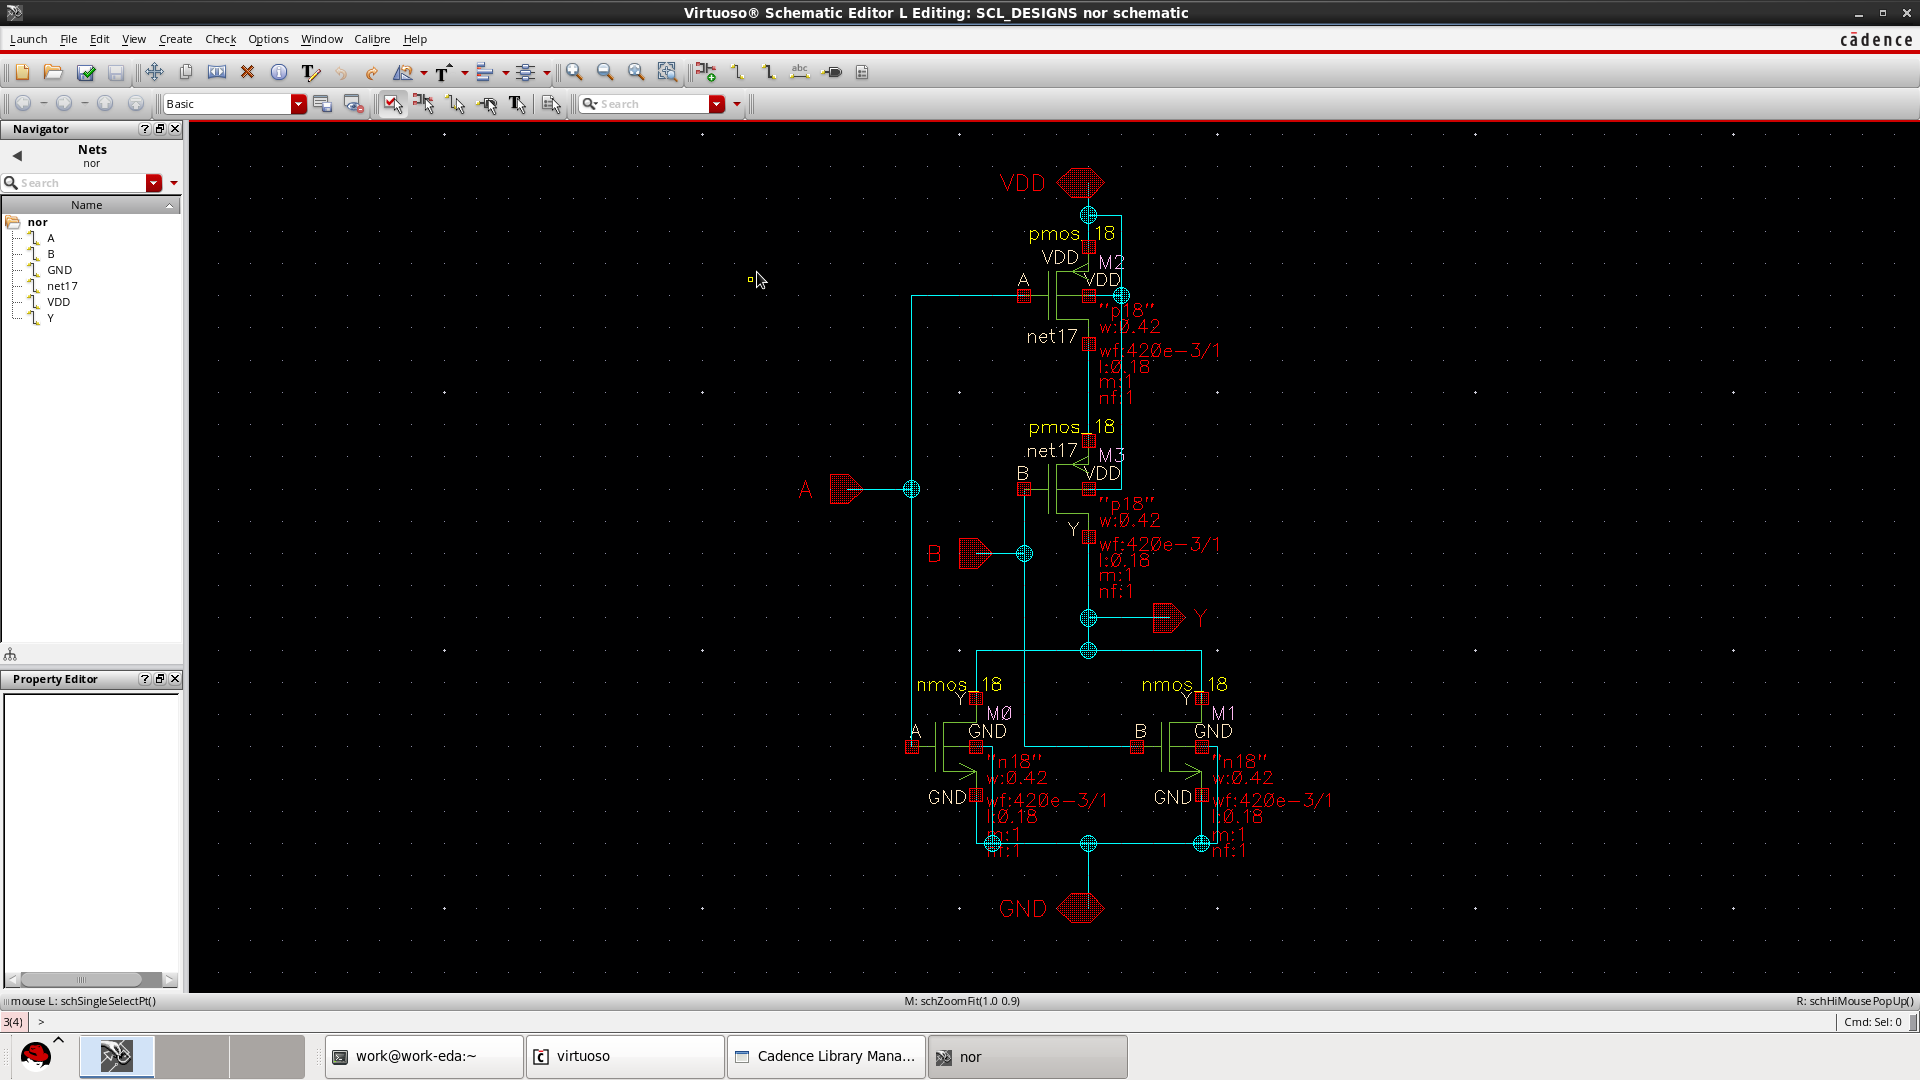 Virtuoso® Schematic Editor L Editing: SCL_DESIGNS nor schematic
Launch File Edit View Create Check Options Window Calibre Help
cādence
abc
Basic
Search
Navigator
Nets
nor
Search
Name
nor
A
B
GND
net17
VDD
Y
Property Editor
VDD
pmos_18
VDD
M2
A
VDD
"p18"
w:0.42
net17
wf:420e-3/1
l:0.18
m:1
nf:1
pmos_18
net17
M3
B
VDD
A
"p18"
w:0.42
Y
wf:420e-3/1
B
l:0.18
m:1
nf:1
Y
nmos_18
Y
M0
A
GND
"n18"
w:0.42
GND
wf:420e-3/1
l:0.18
m:1
nf:1
nmos_18
Y
M1
B
GND
"n18"
w:0.42
GND
wf:420e-3/1
l:0.18
m:1
nf:1
GND
mouse L: schSingleSelectPt() M: schZoomFit(1.0 0.9) R: schHiMousePopUp()
3(4) > Cmd: Sel: 0
work@work-eda:~ virtuoso Cadence Library Mana... nor